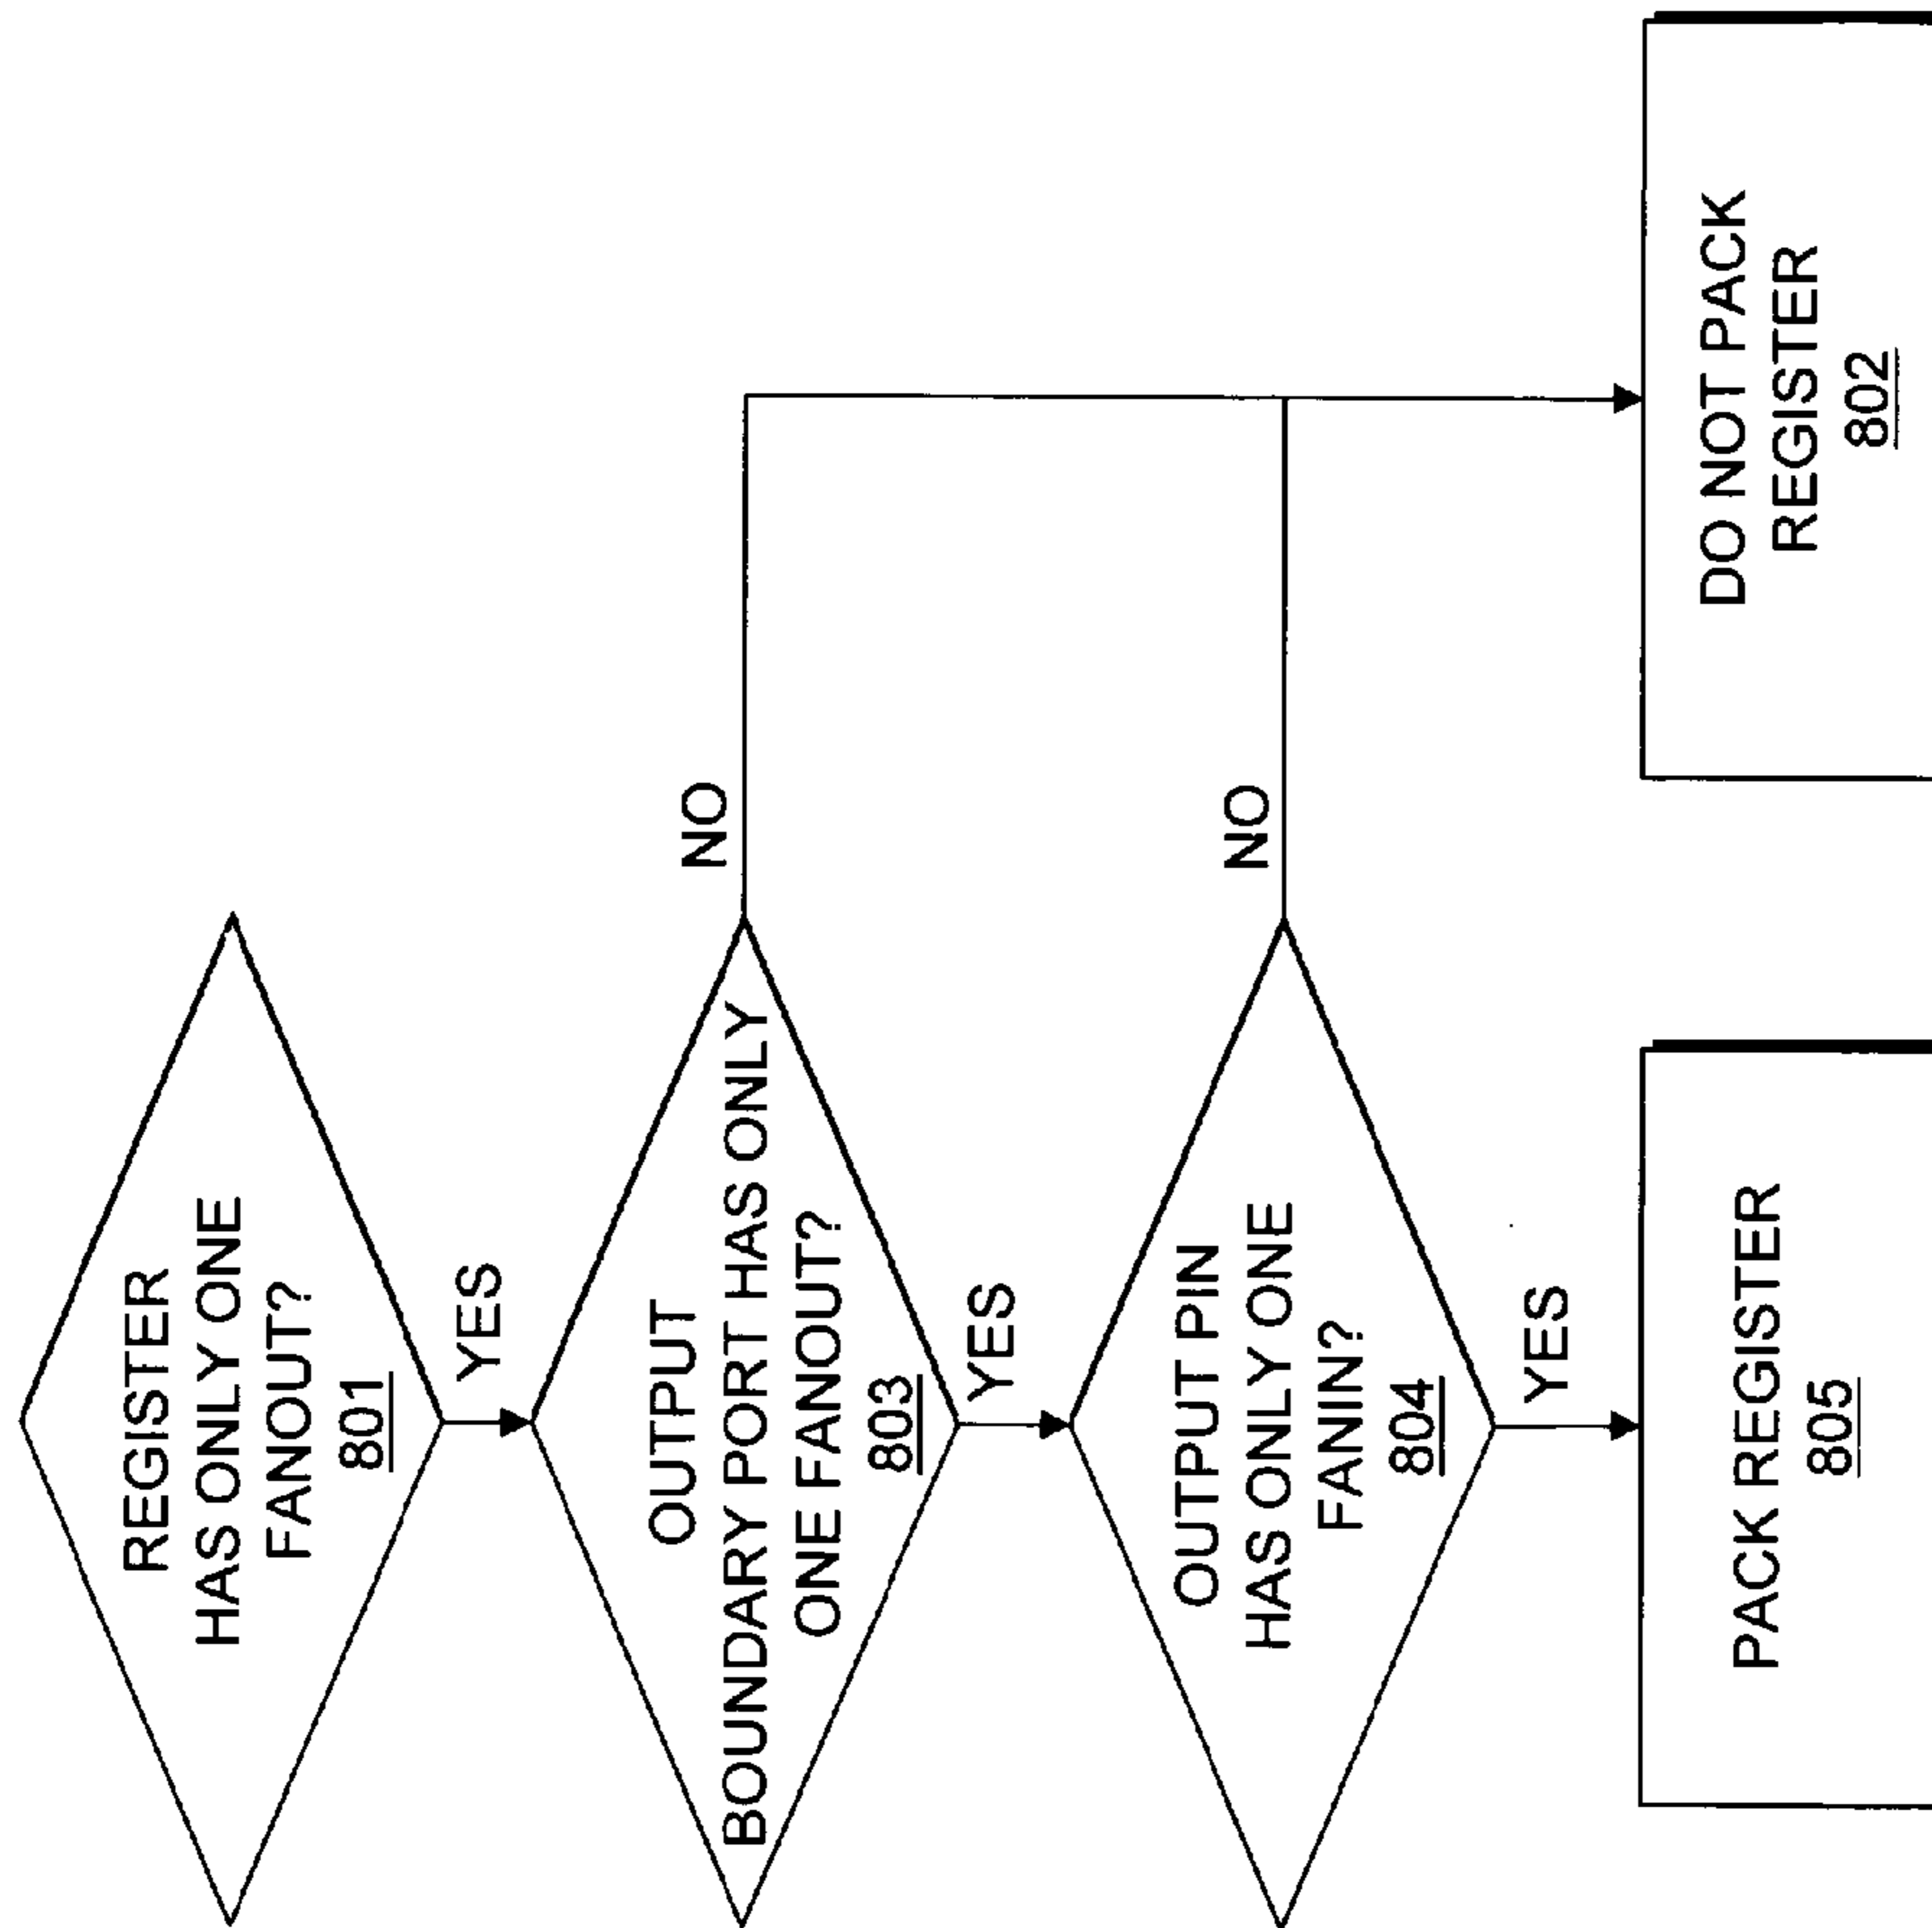 REGISTER
HAS ONLY ONE
FANOUT?
801
YES
OUTPUT
BOUNDARY PORT HAS ONLY
ONE FANOUT?
803
NO
YES
OUTPUT PIN
HAS ONLY ONE
FANIN?
804
NO
YES
PACK REGISTER
805
DO NOT PACK
REGISTER
802